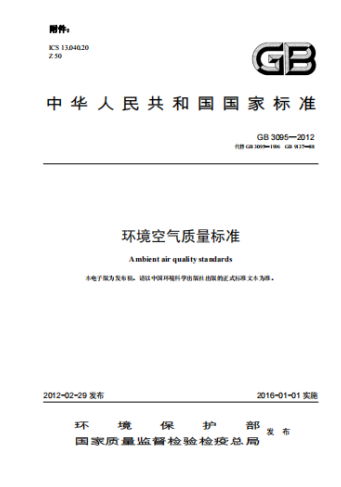 附件：
ICS 13.040.20
Z 50
GB
中华人民共和国国家标准
GB 3095—2012
代替 GB 3095—1996 GB 9137—88
环境空气质量标准
Ambient air quality standards
本电子版为发布稿。请以中国环境科学出版社出版的正式标准文本为准。
2012-02-29 发布
2016-01-01 实施
环境保护部
国家质量监督检验检疫总局
发布